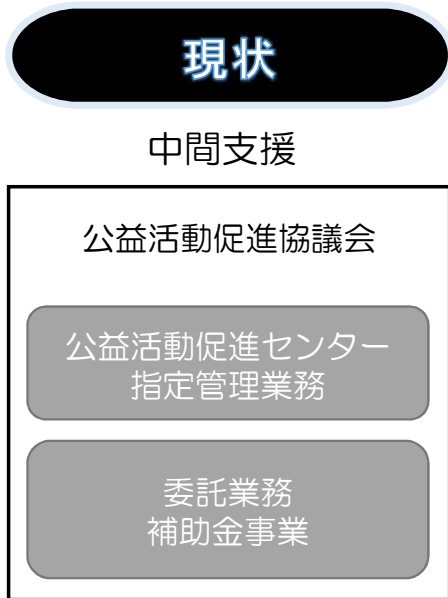 現状
中間支援
公益活動促進協議会
公益活動促進センター
指定管理業務
委託業務
補助金事業